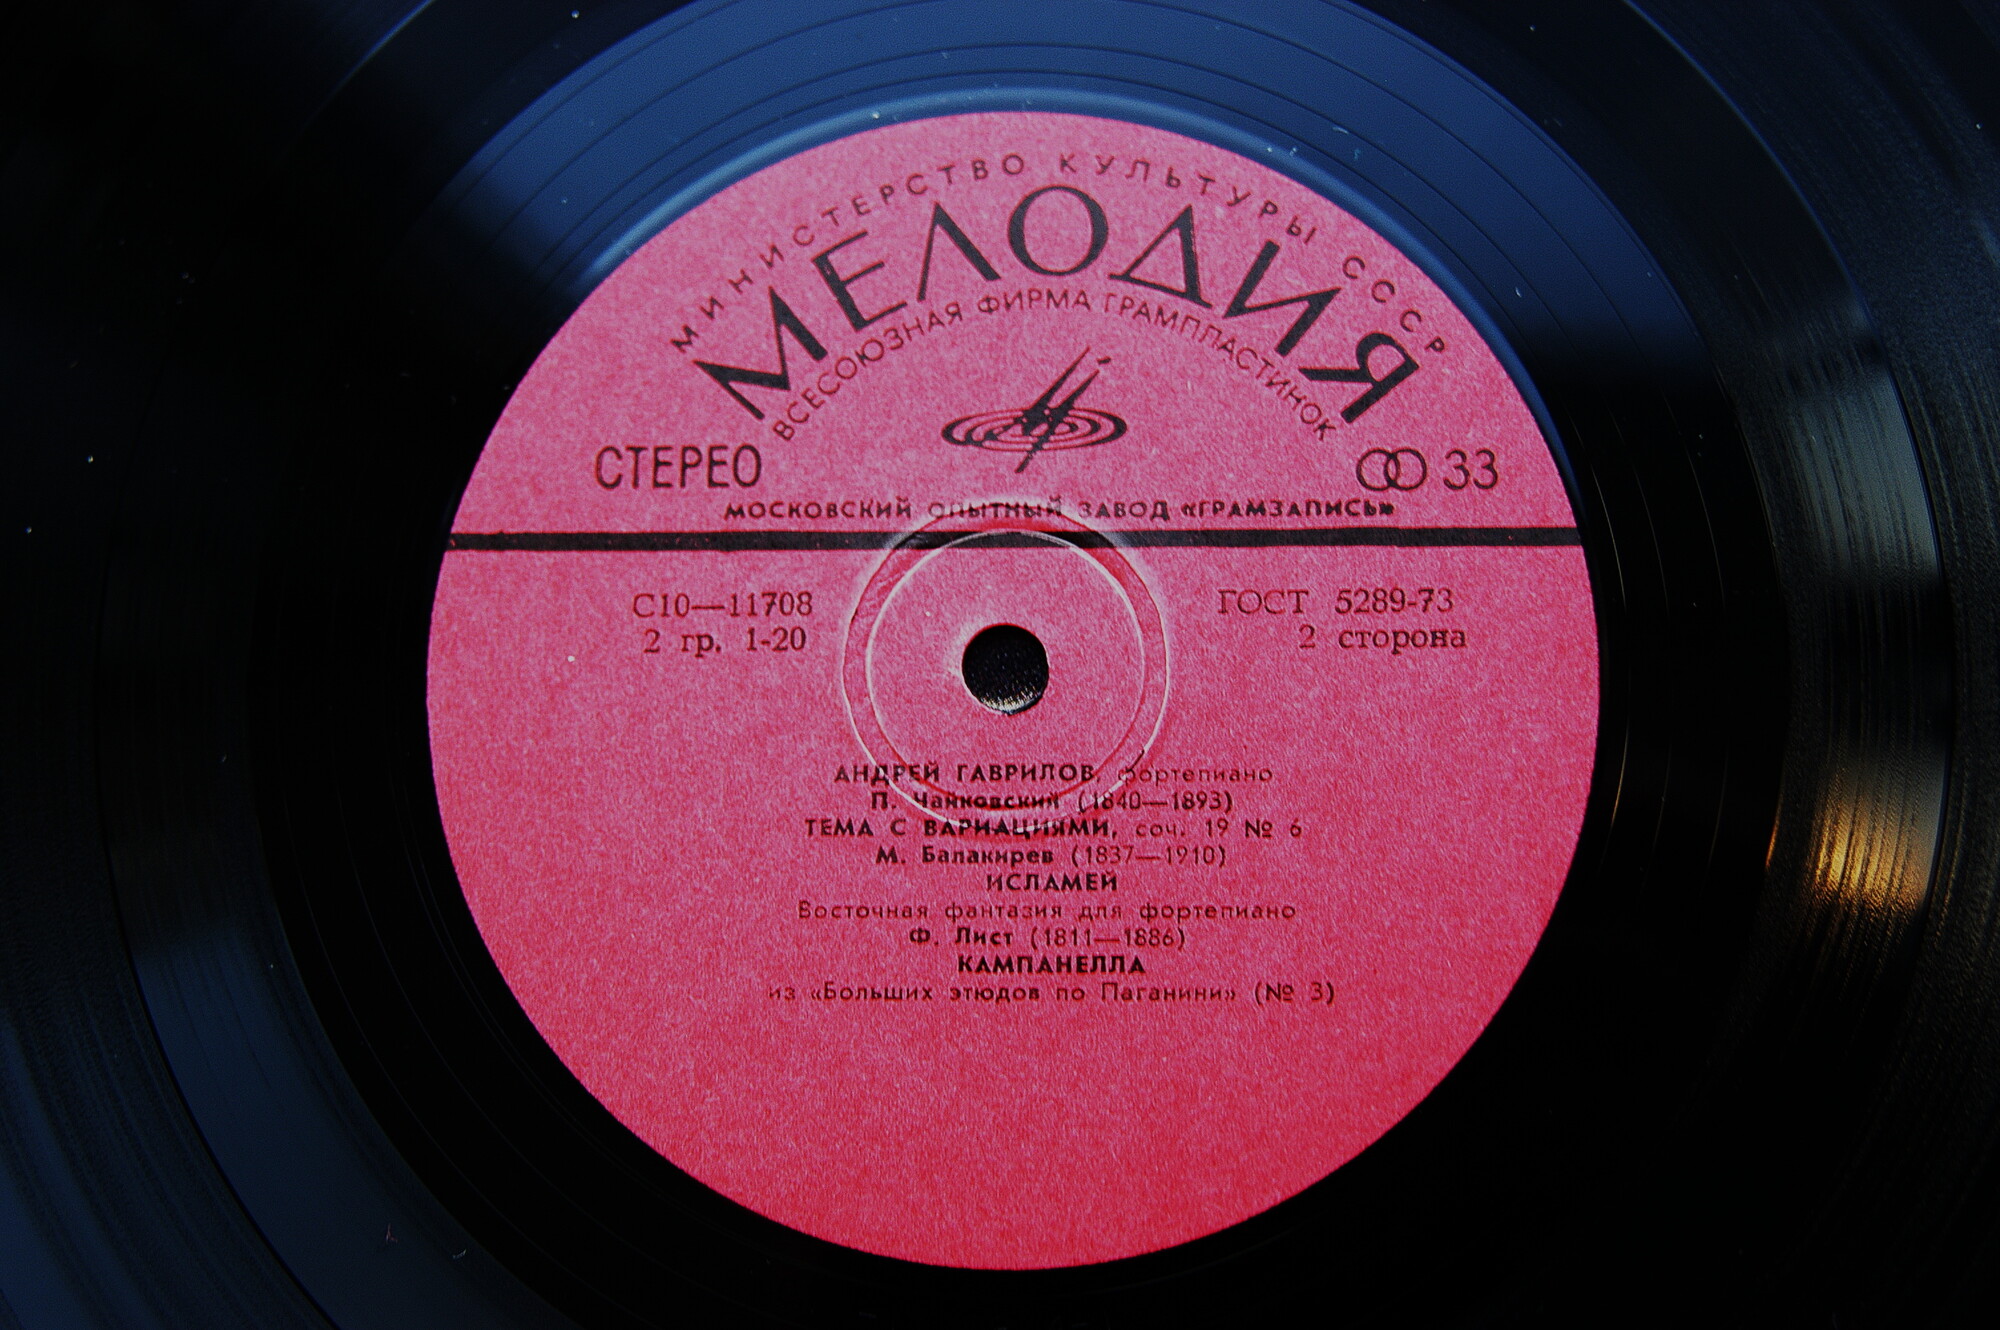 МИНИСТЕРСТВО КУЛЬТУРЫ СССР
МЕЛОДИЯ
ВСЕСОЮЗНАЯ ФИРМА ГРАМПЛАСТИНОК
СТЕРЕО
33
МОСКОВСКИЙ ОПЫТНЫЙ ЗАВОД «ГРАМЗАПИСЬ»
С10—11708
ГОСТ 5289-73
2 гр. 1-20
2 сторона
АНДРЕЙ ГАВРИЛОВ, фортепиано
П. Чайковский (1840—1893)
ТЕМА С ВАРИАЦИЯМИ, соч. 19 № 6
М. Балакирев (1837—1910)
ИСЛАМЕЙ
Восточная фантазия для фортепиано
Ф. Лист (1811—1886)
КАМПАНЕЛЛА
из «Больших этюдов по Паганини» (№ 3)